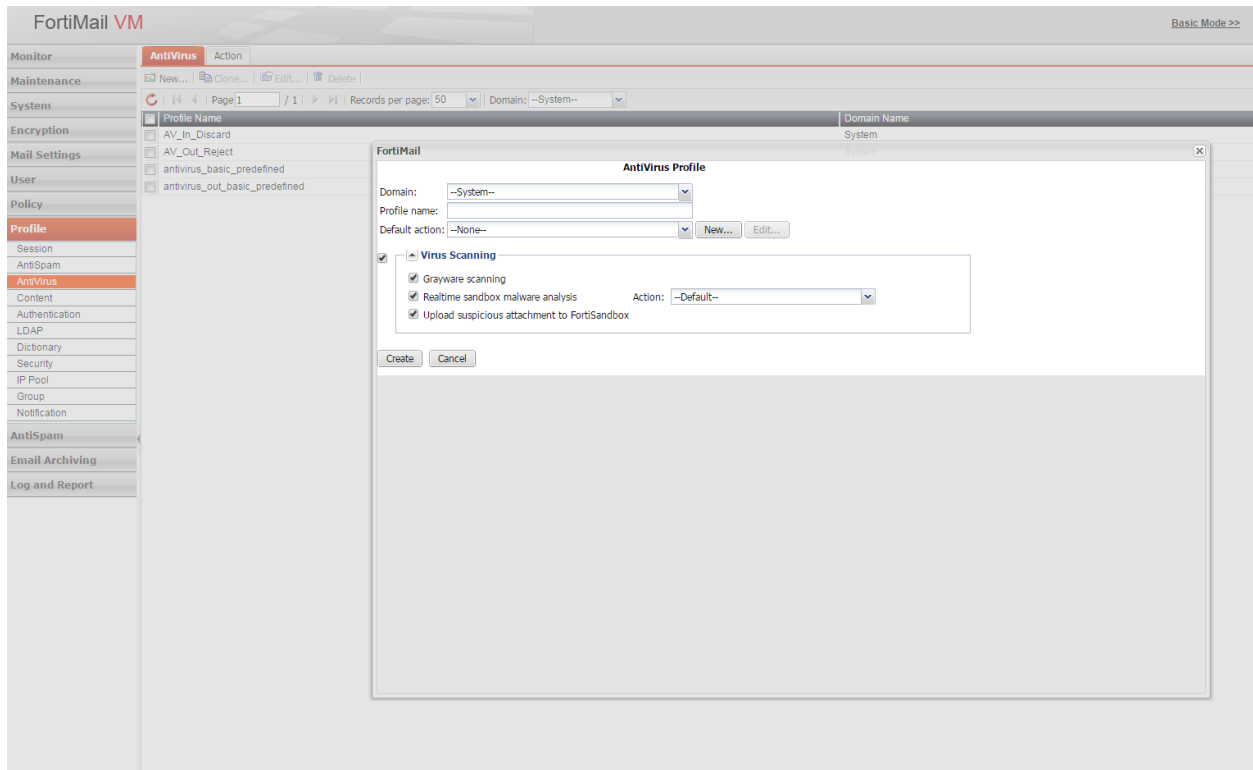 FortiMail VM
Basic Mode >>
Monitor
Maintenance
System
Encryption
Mail Settings
User
Policy
Profile
Session
AntiSpam
AntiVirus
Content
Authentication
LDAP
Dictionary
Security
IP Pool
Group
Notification
AntiSpam
Email Archiving
Log and Report
AntiVirus Action
New... Clone... Edit... Delete
Page 1 / 1 Records per page: 50 Domain: --System--
Profile Name Domain Name
AV_In_Discard System
AV_Out_Reject System
antivirus_basic_predefined
antivirus_out_basic_predefined
FortiMail
AntiVirus Profile
Domain: --System--
Profile name:
Default action: --None-- New... Edit...
Virus Scanning
Grayware scanning
Realtime sandbox malware analysis Action: --Default--
Upload suspicious attachment to FortiSandbox
Create Cancel